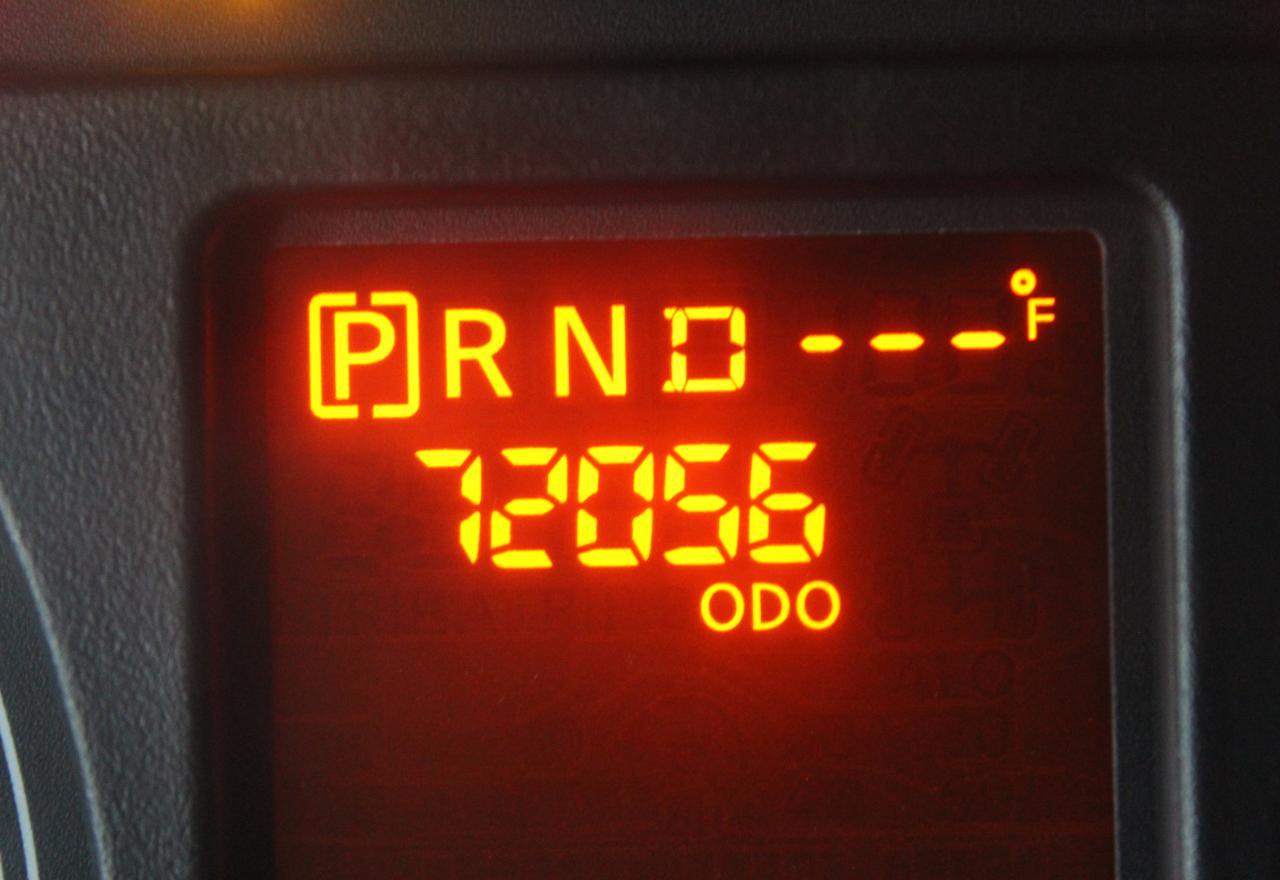 [P] R N D ---°F
72056
ODO